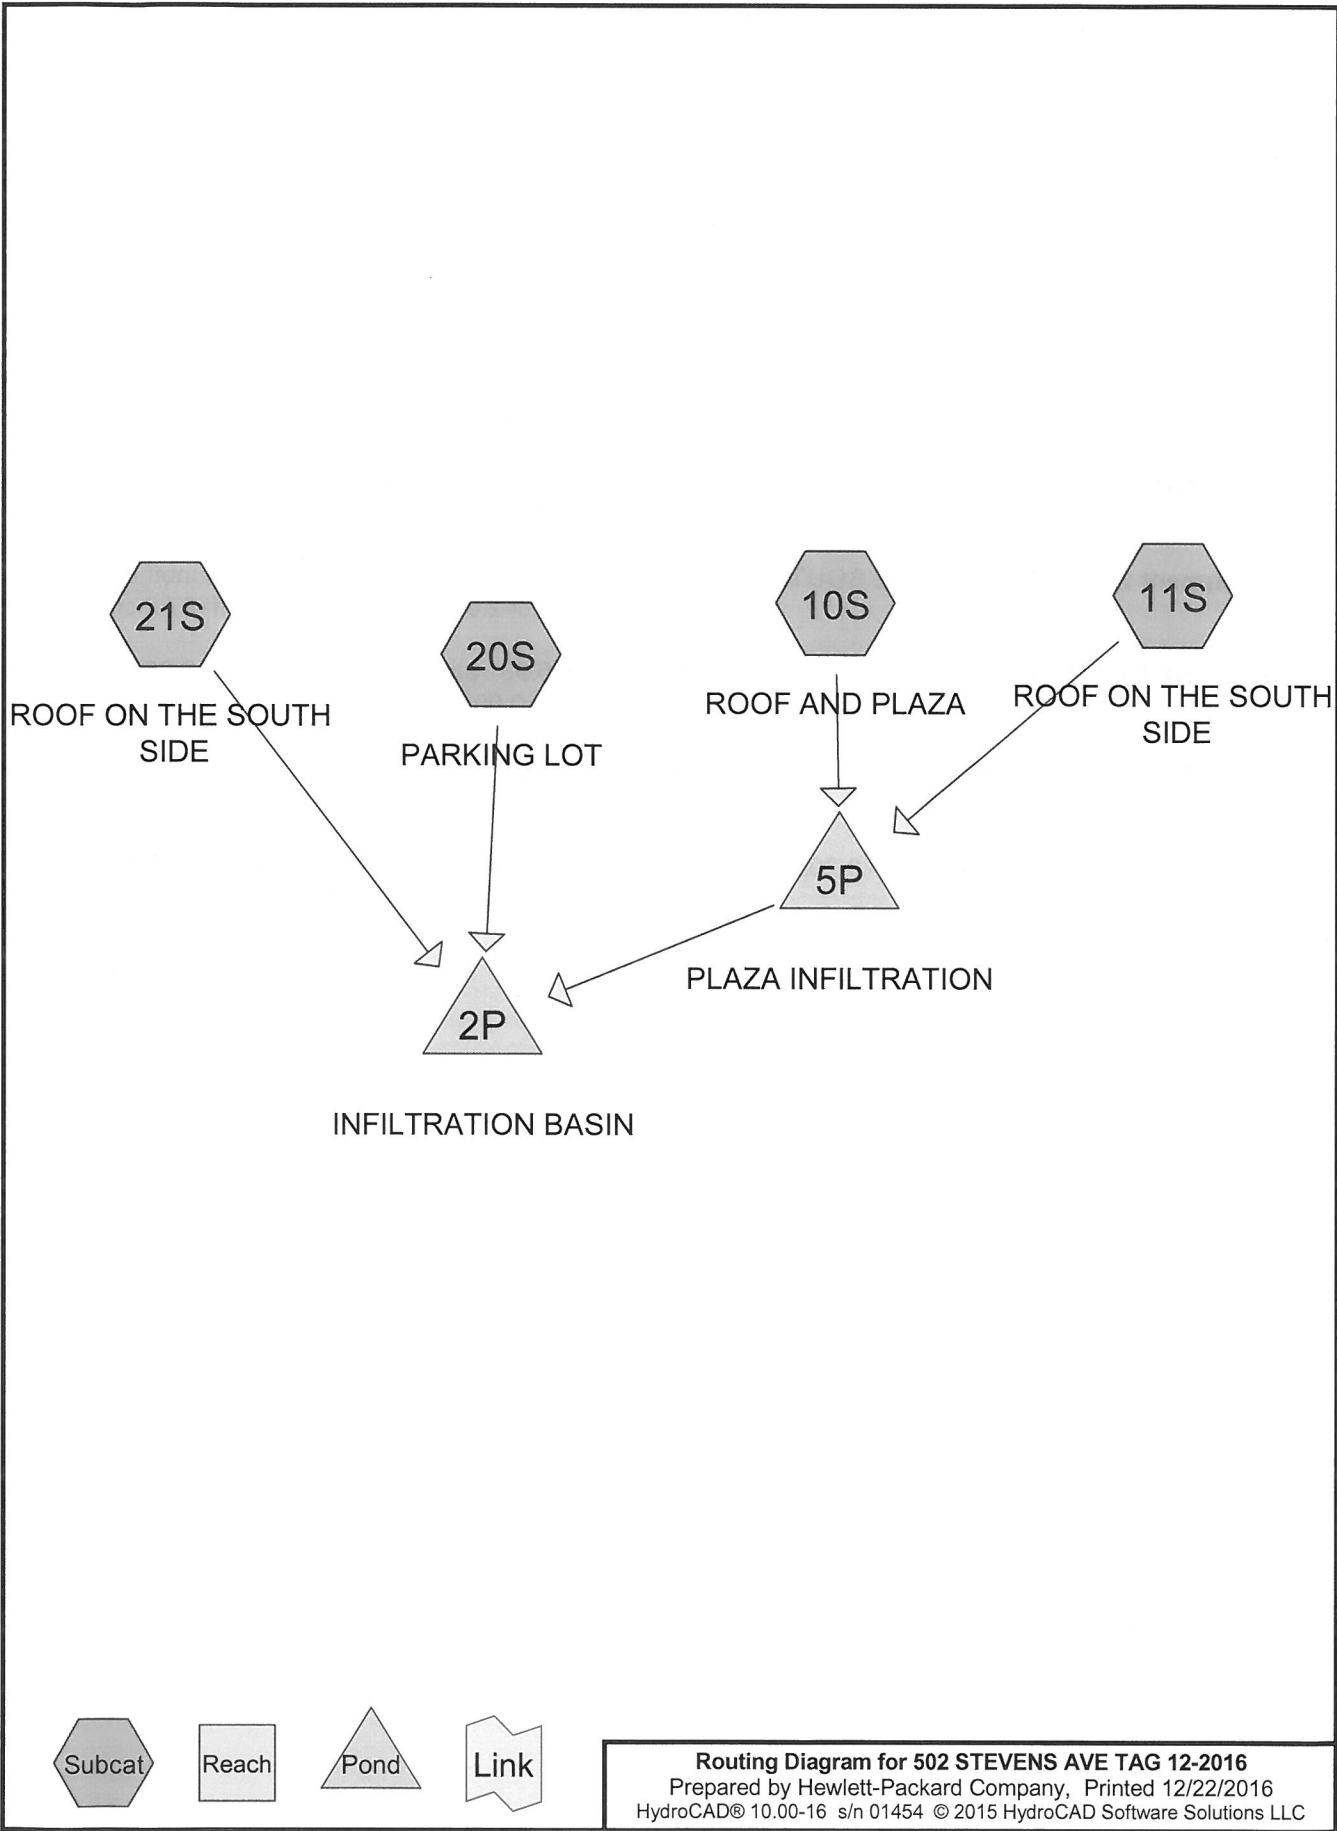 21S
ROOF ON THE SOUTH
SIDE
20S
PARKING LOT
10S
ROOF AND PLAZA
11S
ROOF ON THE SOUTH
SIDE
5P
PLAZA INFILTRATION
2P
INFILTRATION BASIN
Subcat
Reach
Pond
Link
Routing Diagram for 502 STEVENS AVE TAG 12-2016
Prepared by Hewlett-Packard Company, Printed 12/22/2016
HydroCAD® 10.00-16 s/n 01454 © 2015 HydroCAD Software Solutions LLC